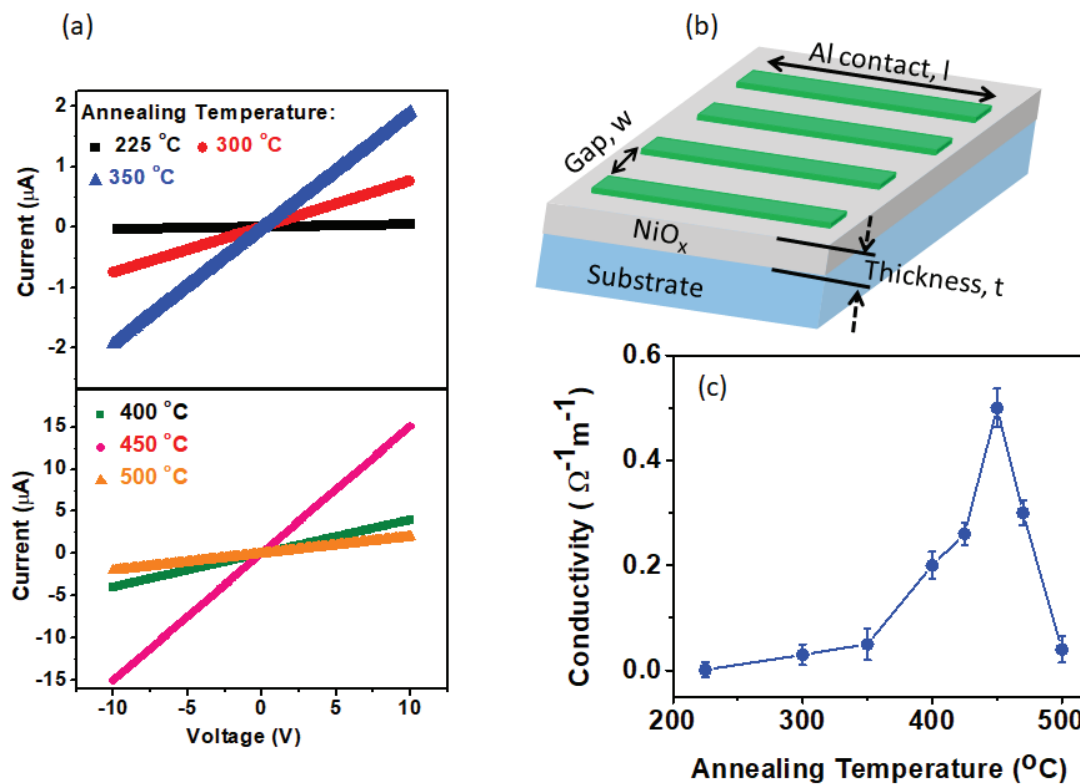 (a)
Annealing Temperature:
225 °C 300 °C
350 °C
2
1
0
-1
-2
Current (µA)
400 °C
450 °C
500 °C
15
10
5
0
-5
-10
-15
Current (µA)
-10 -5 0 5 10
Voltage (V)
(b)
Al contact, l
Gap, w
NiOx
Substrate
Thickness, t
(c)
0.6
0.4
0.2
0.0
Conductivity ( Ω⁻¹m⁻¹)
200 300 400 500
Annealing Temperature (°C)